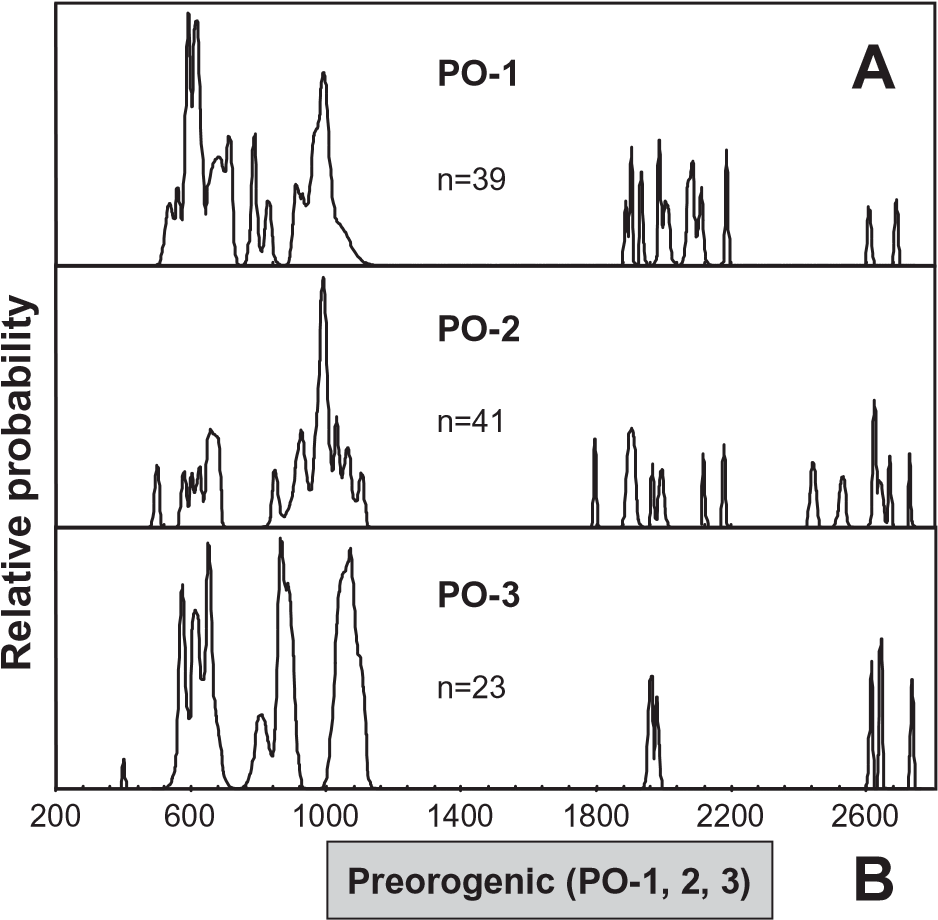 A
PO-1
n=39
PO-2
n=41
Relative probability
PO-3
n=23
200 600 1000 1400 1800 2200 2600
Preorogenic (PO-1, 2, 3)
B